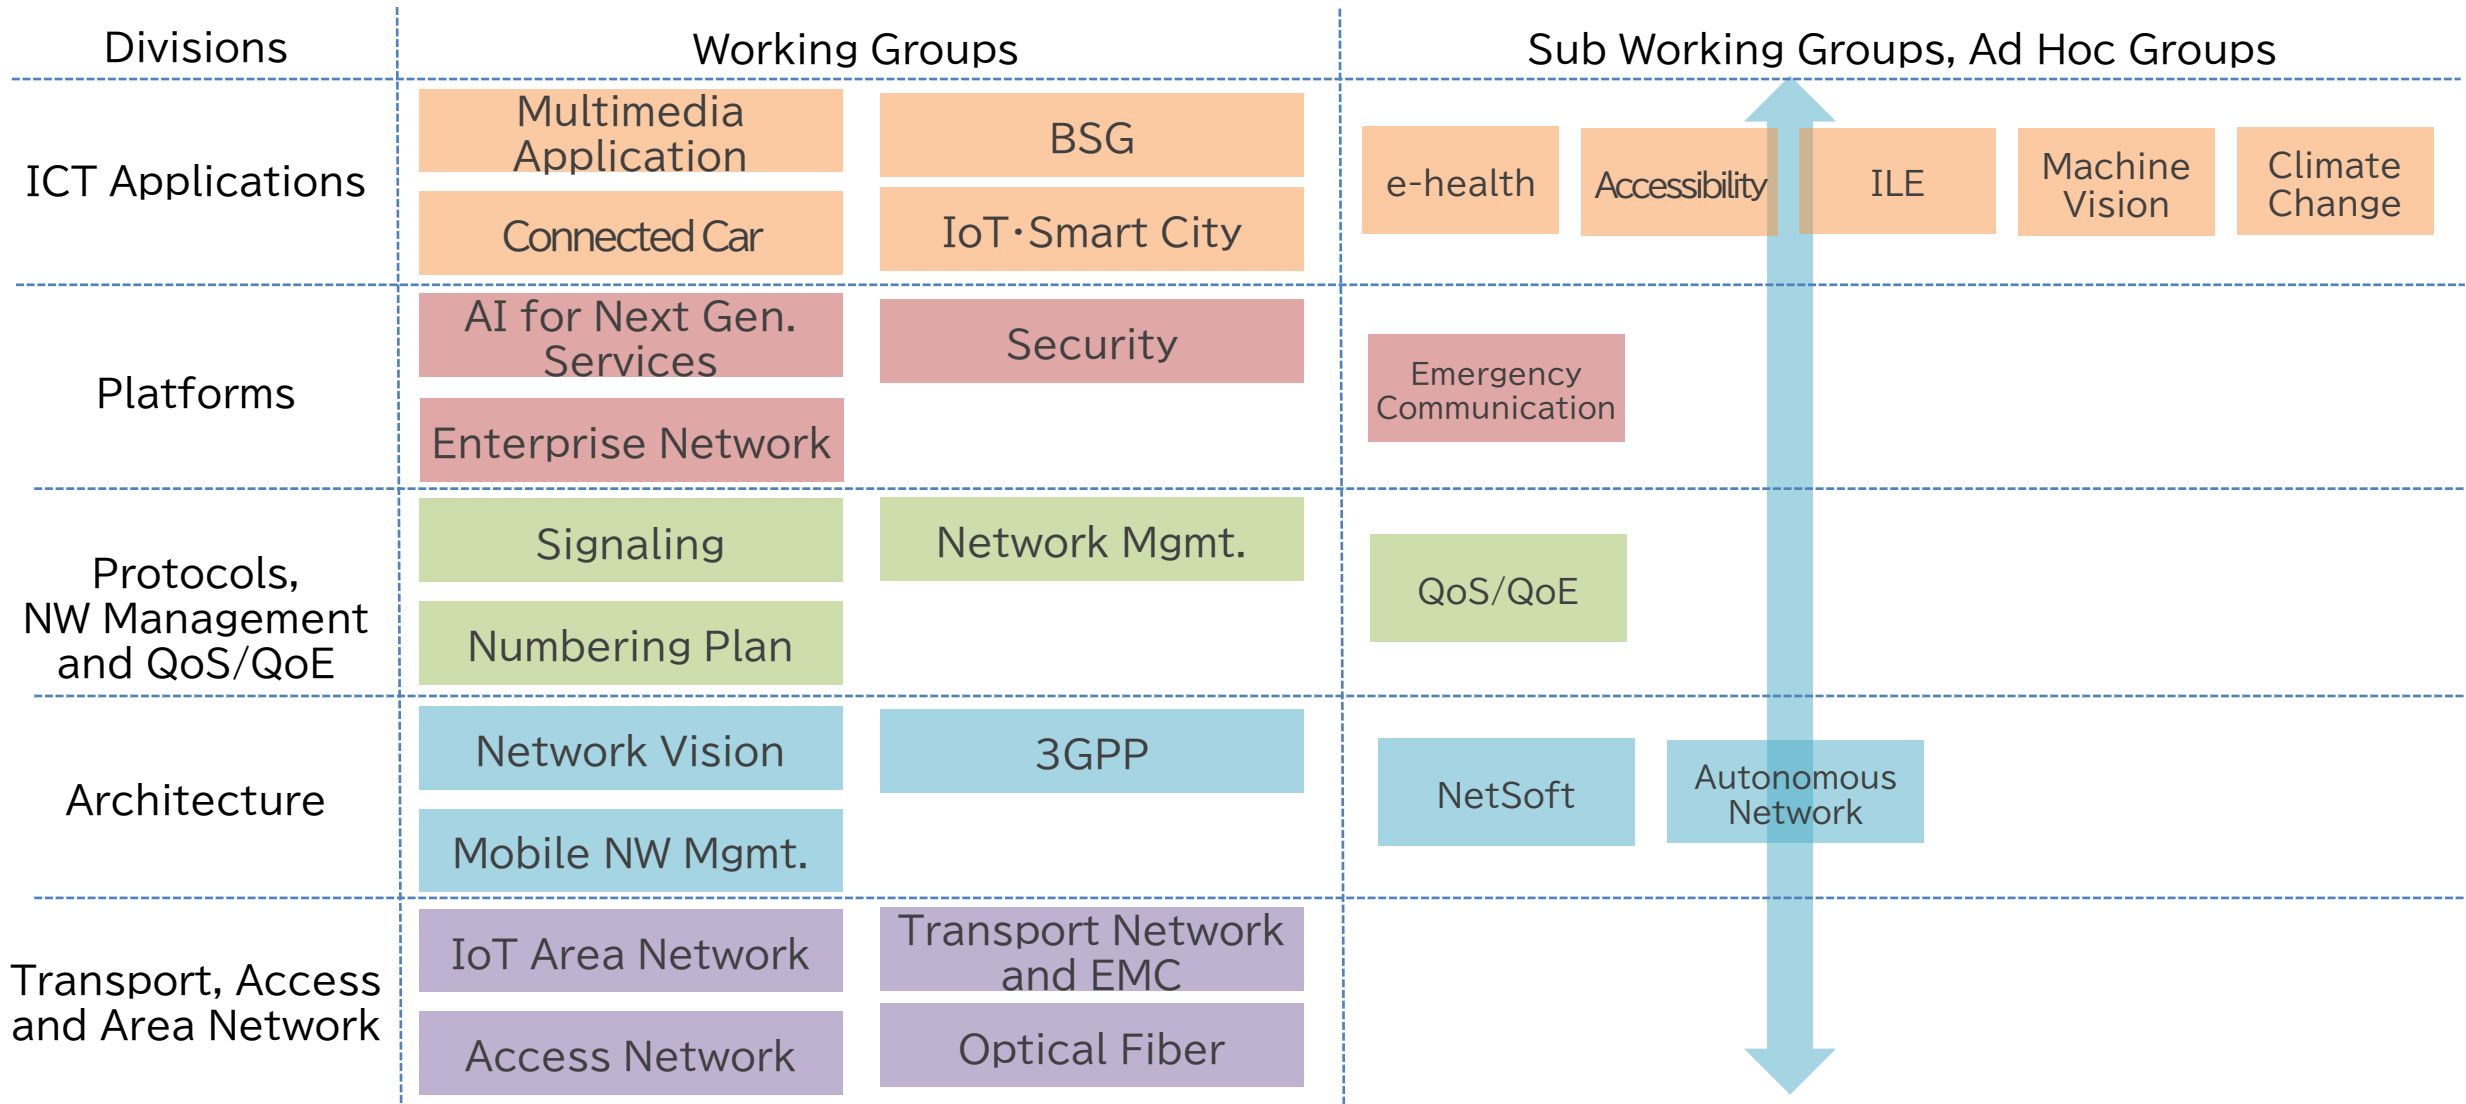 Divisions
Working Groups
Sub Working Groups, Ad Hoc Groups
ICT Applications
Multimedia
Application
BSG
Connected Car
IoT・Smart City
e-health
Accessibility
ILE
Machine
Vision
Climate
Change
Platforms
AI for Next Gen.
Services
Security
Enterprise Network
Emergency
Communication
Protocols,
NW Management
and QoS/QoE
Signaling
Network Mgmt.
Numbering Plan
QoS/QoE
Architecture
Network Vision
3GPP
Mobile NW Mgmt.
NetSoft
Autonomous
Network
Transport, Access
and Area Network
IoT Area Network
Transport Network
and EMC
Access Network
Optical Fiber